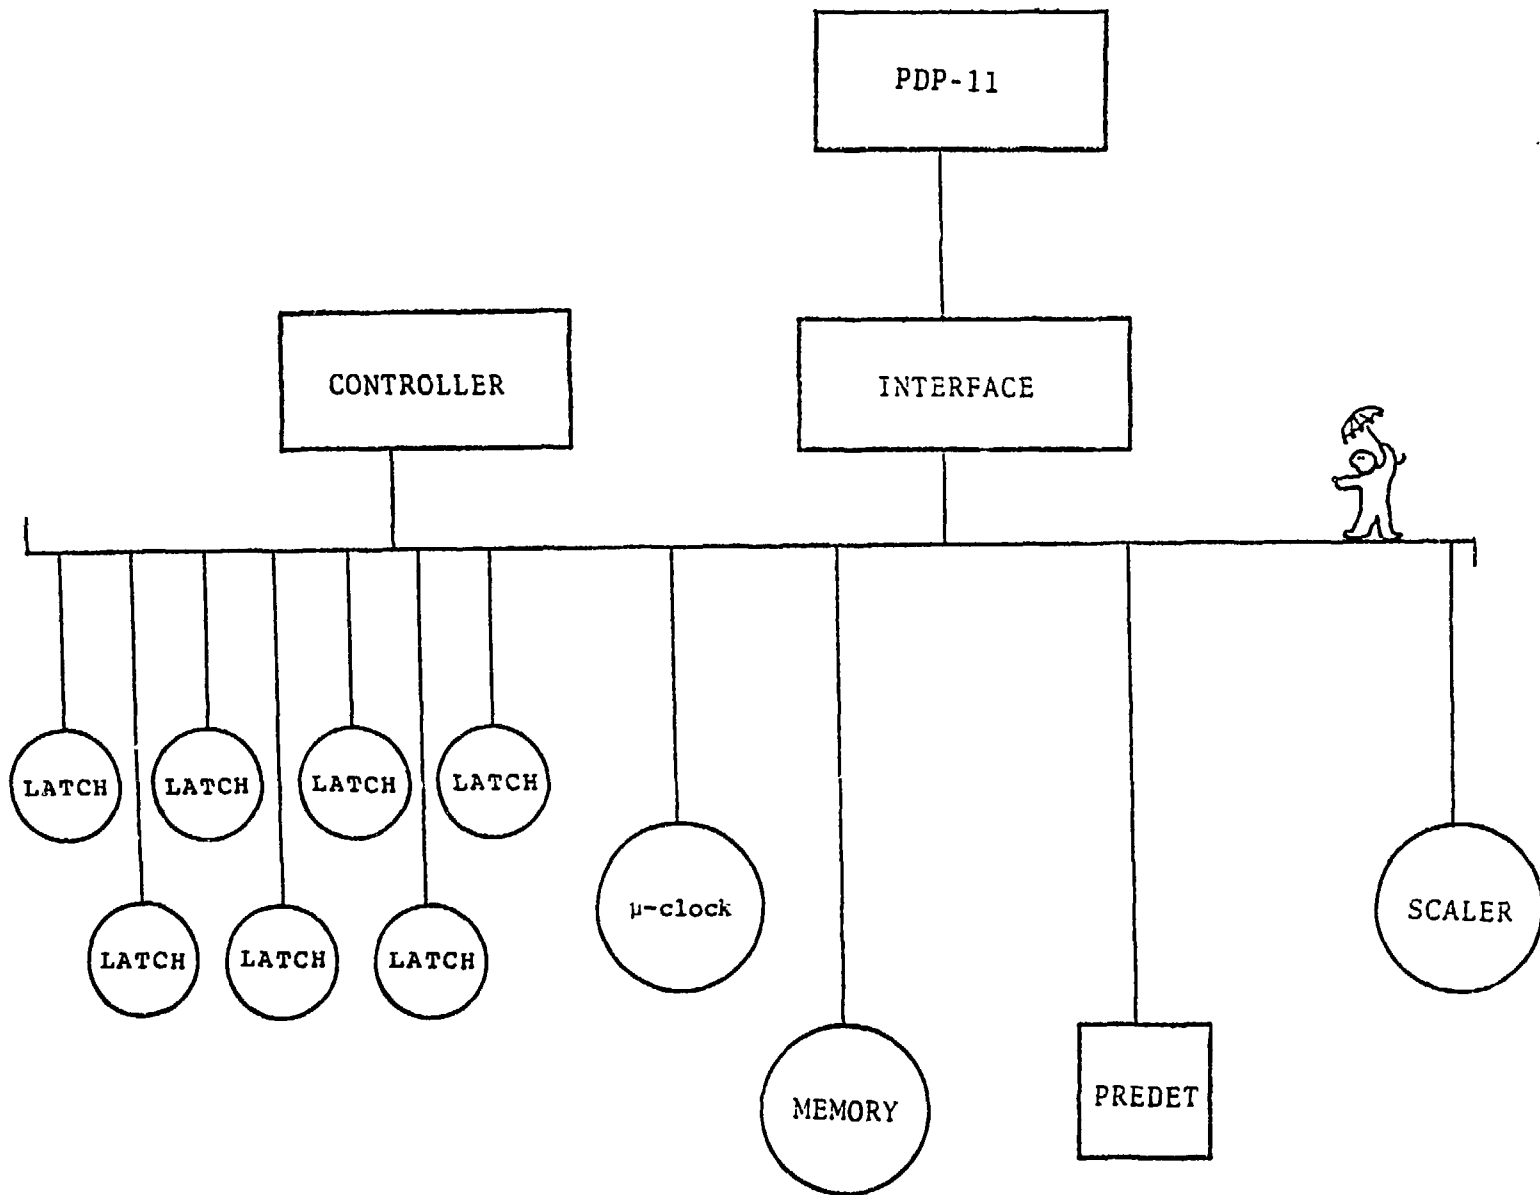 PDP-11
CONTROLLER
INTERFACE
LATCH
LATCH
LATCH
LATCH
μ-clock
SCALER
LATCH
LATCH
LATCH
MEMORY
PREDET